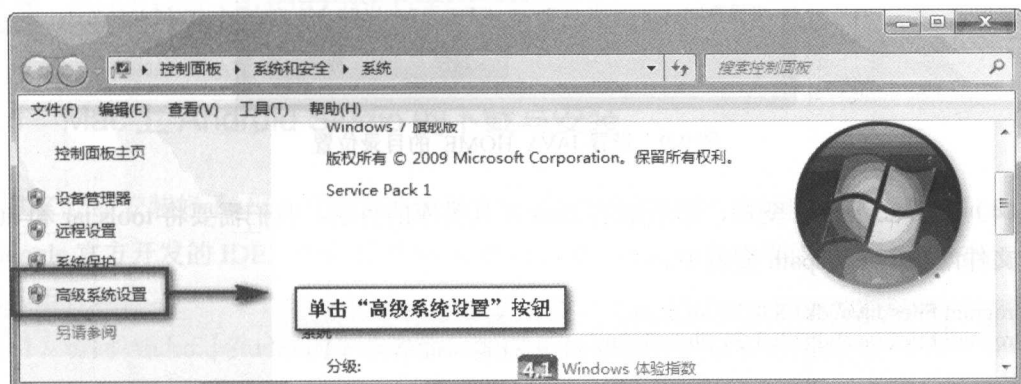 控制面板 ▸ 系统和安全 ▸ 系统
搜索控制面板
文件(F) 编辑(E) 查看(V) 工具(T) 帮助(H)
控制面板主页
设备管理器
远程设置
系统保护
高级系统设置
另请参阅
Windows 7 旗舰版
版权所有 © 2009 Microsoft Corporation。保留所有权利。
Service Pack 1
单击“高级系统设置”按钮
系统
分级:
4.1 Windows 体验指数